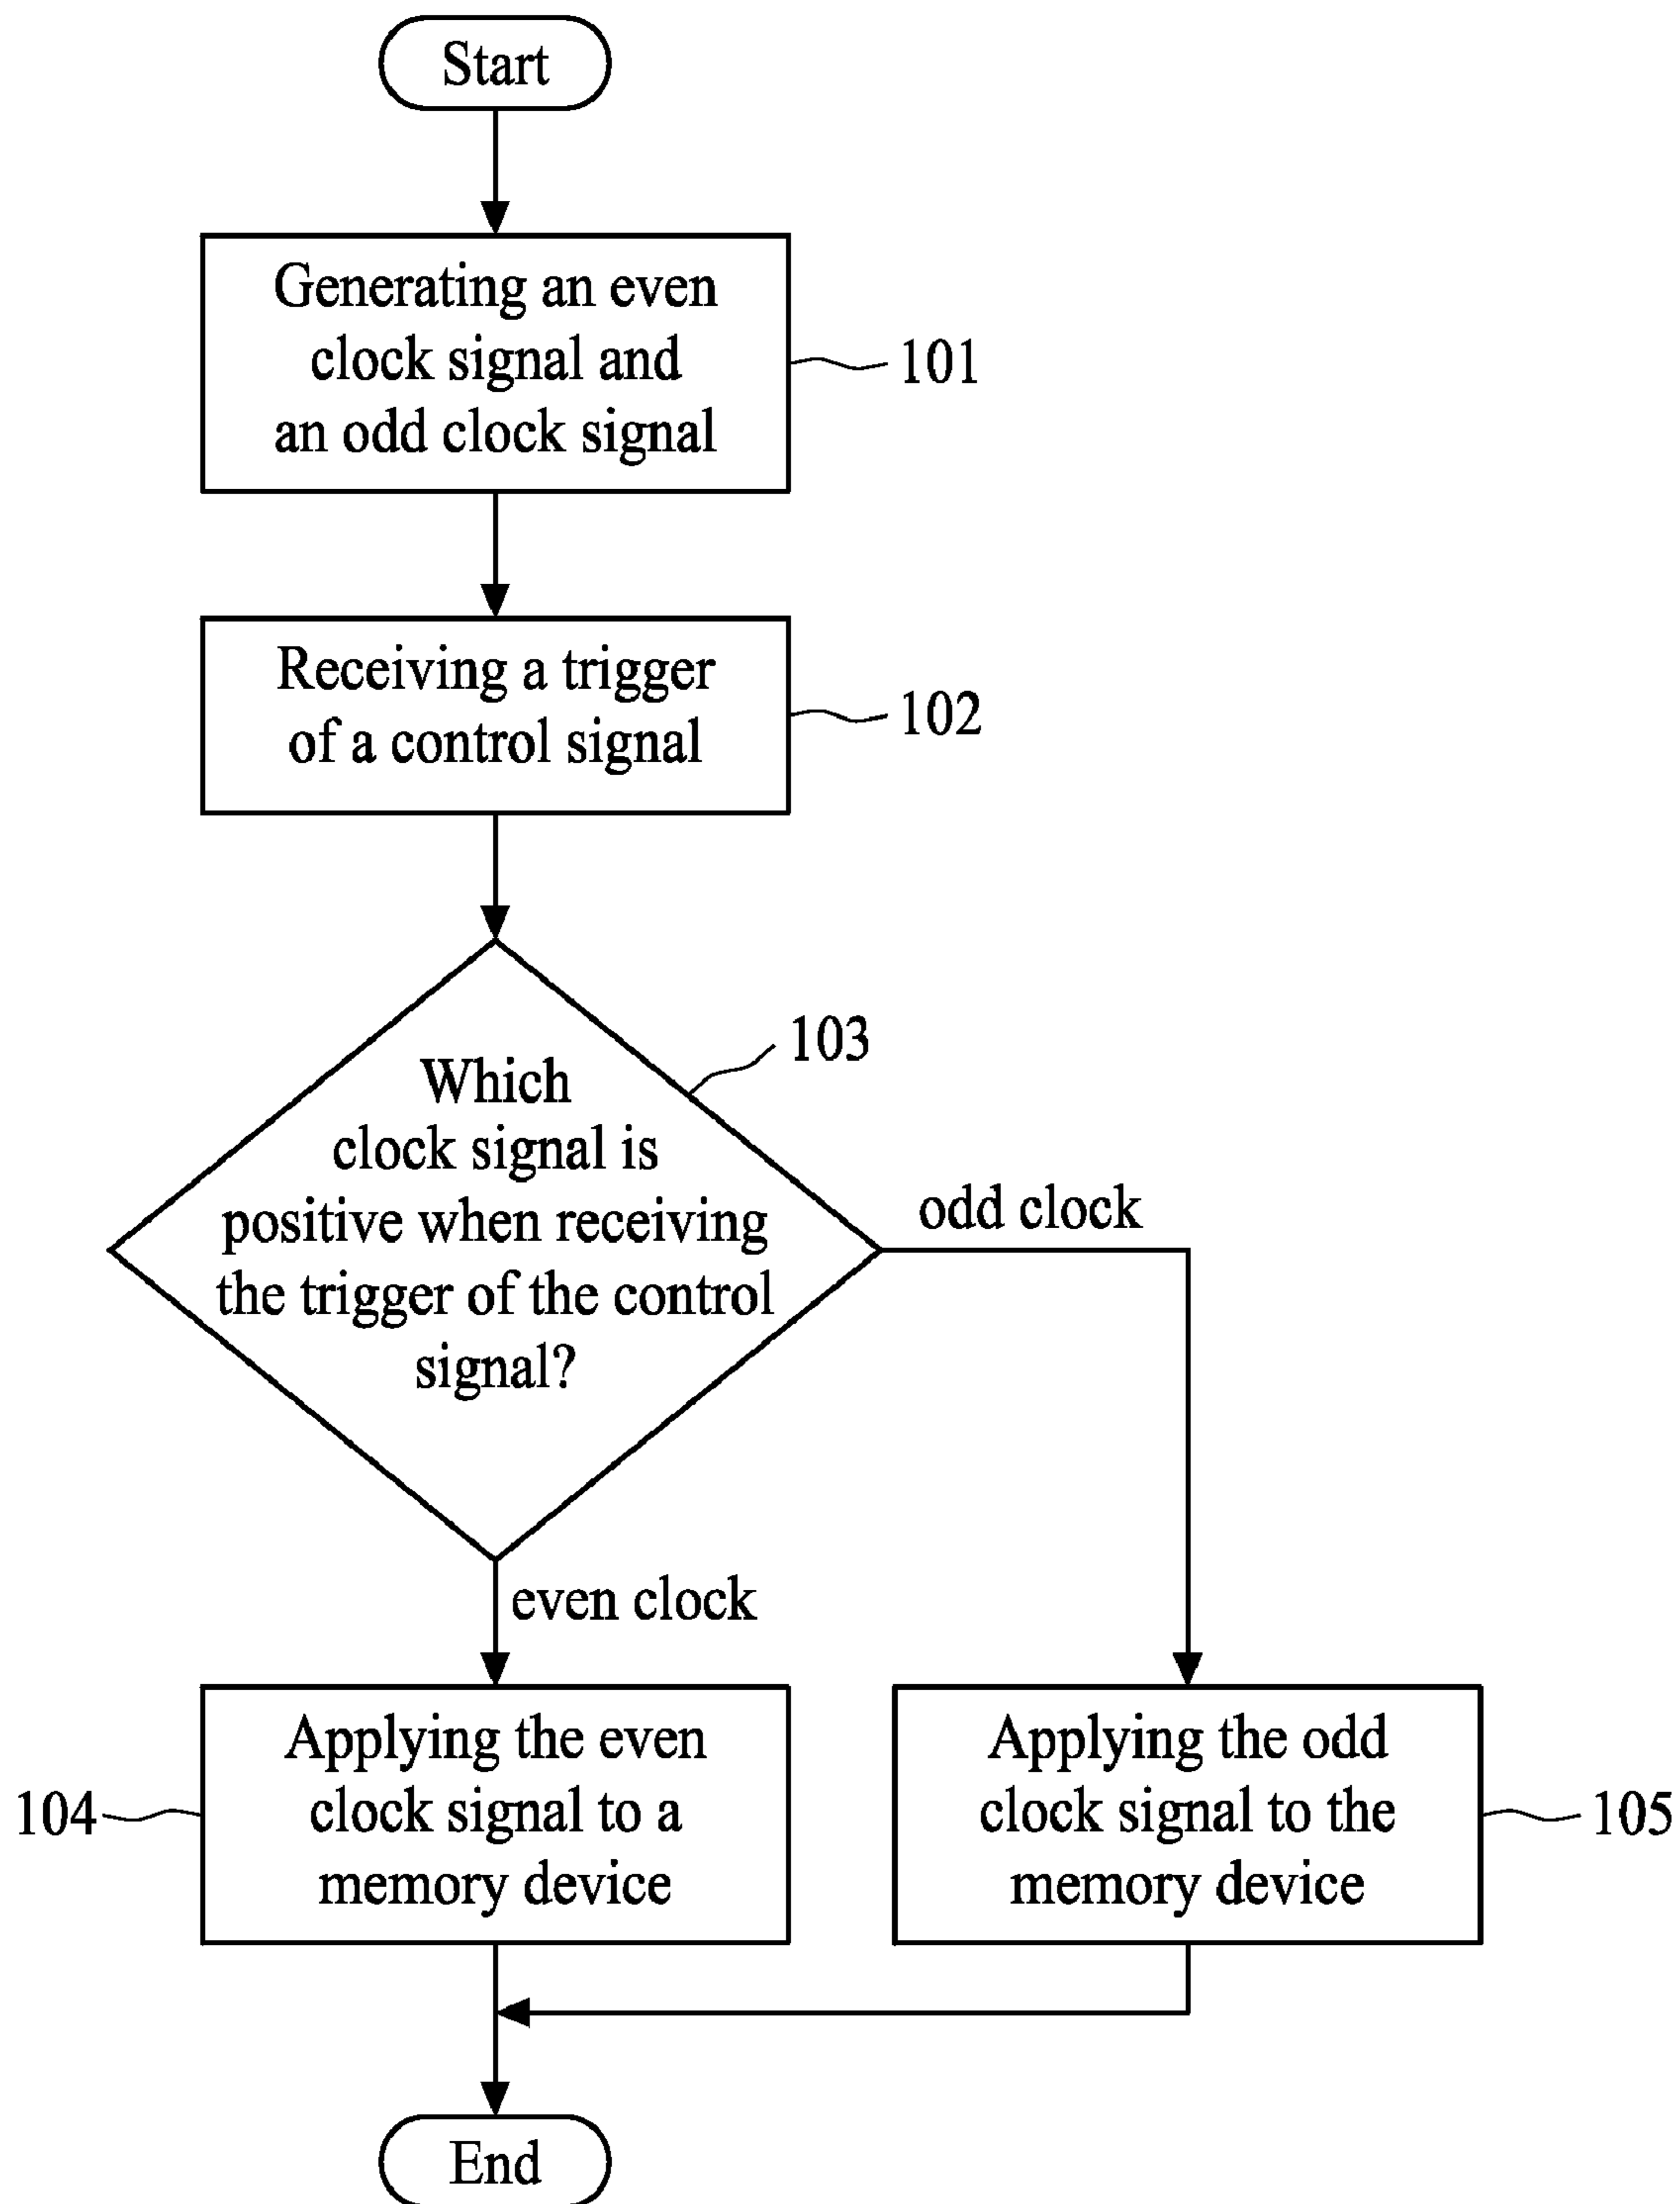 Start
Generating an even
clock signal and
an odd clock signal
101
Receiving a trigger
of a control signal
102
103
Which
clock signal is
positive when receiving
the trigger of the control
signal?
odd clock
even clock
Applying the even
clock signal to a
memory device
104
Applying the odd
clock signal to the
memory device
105
End